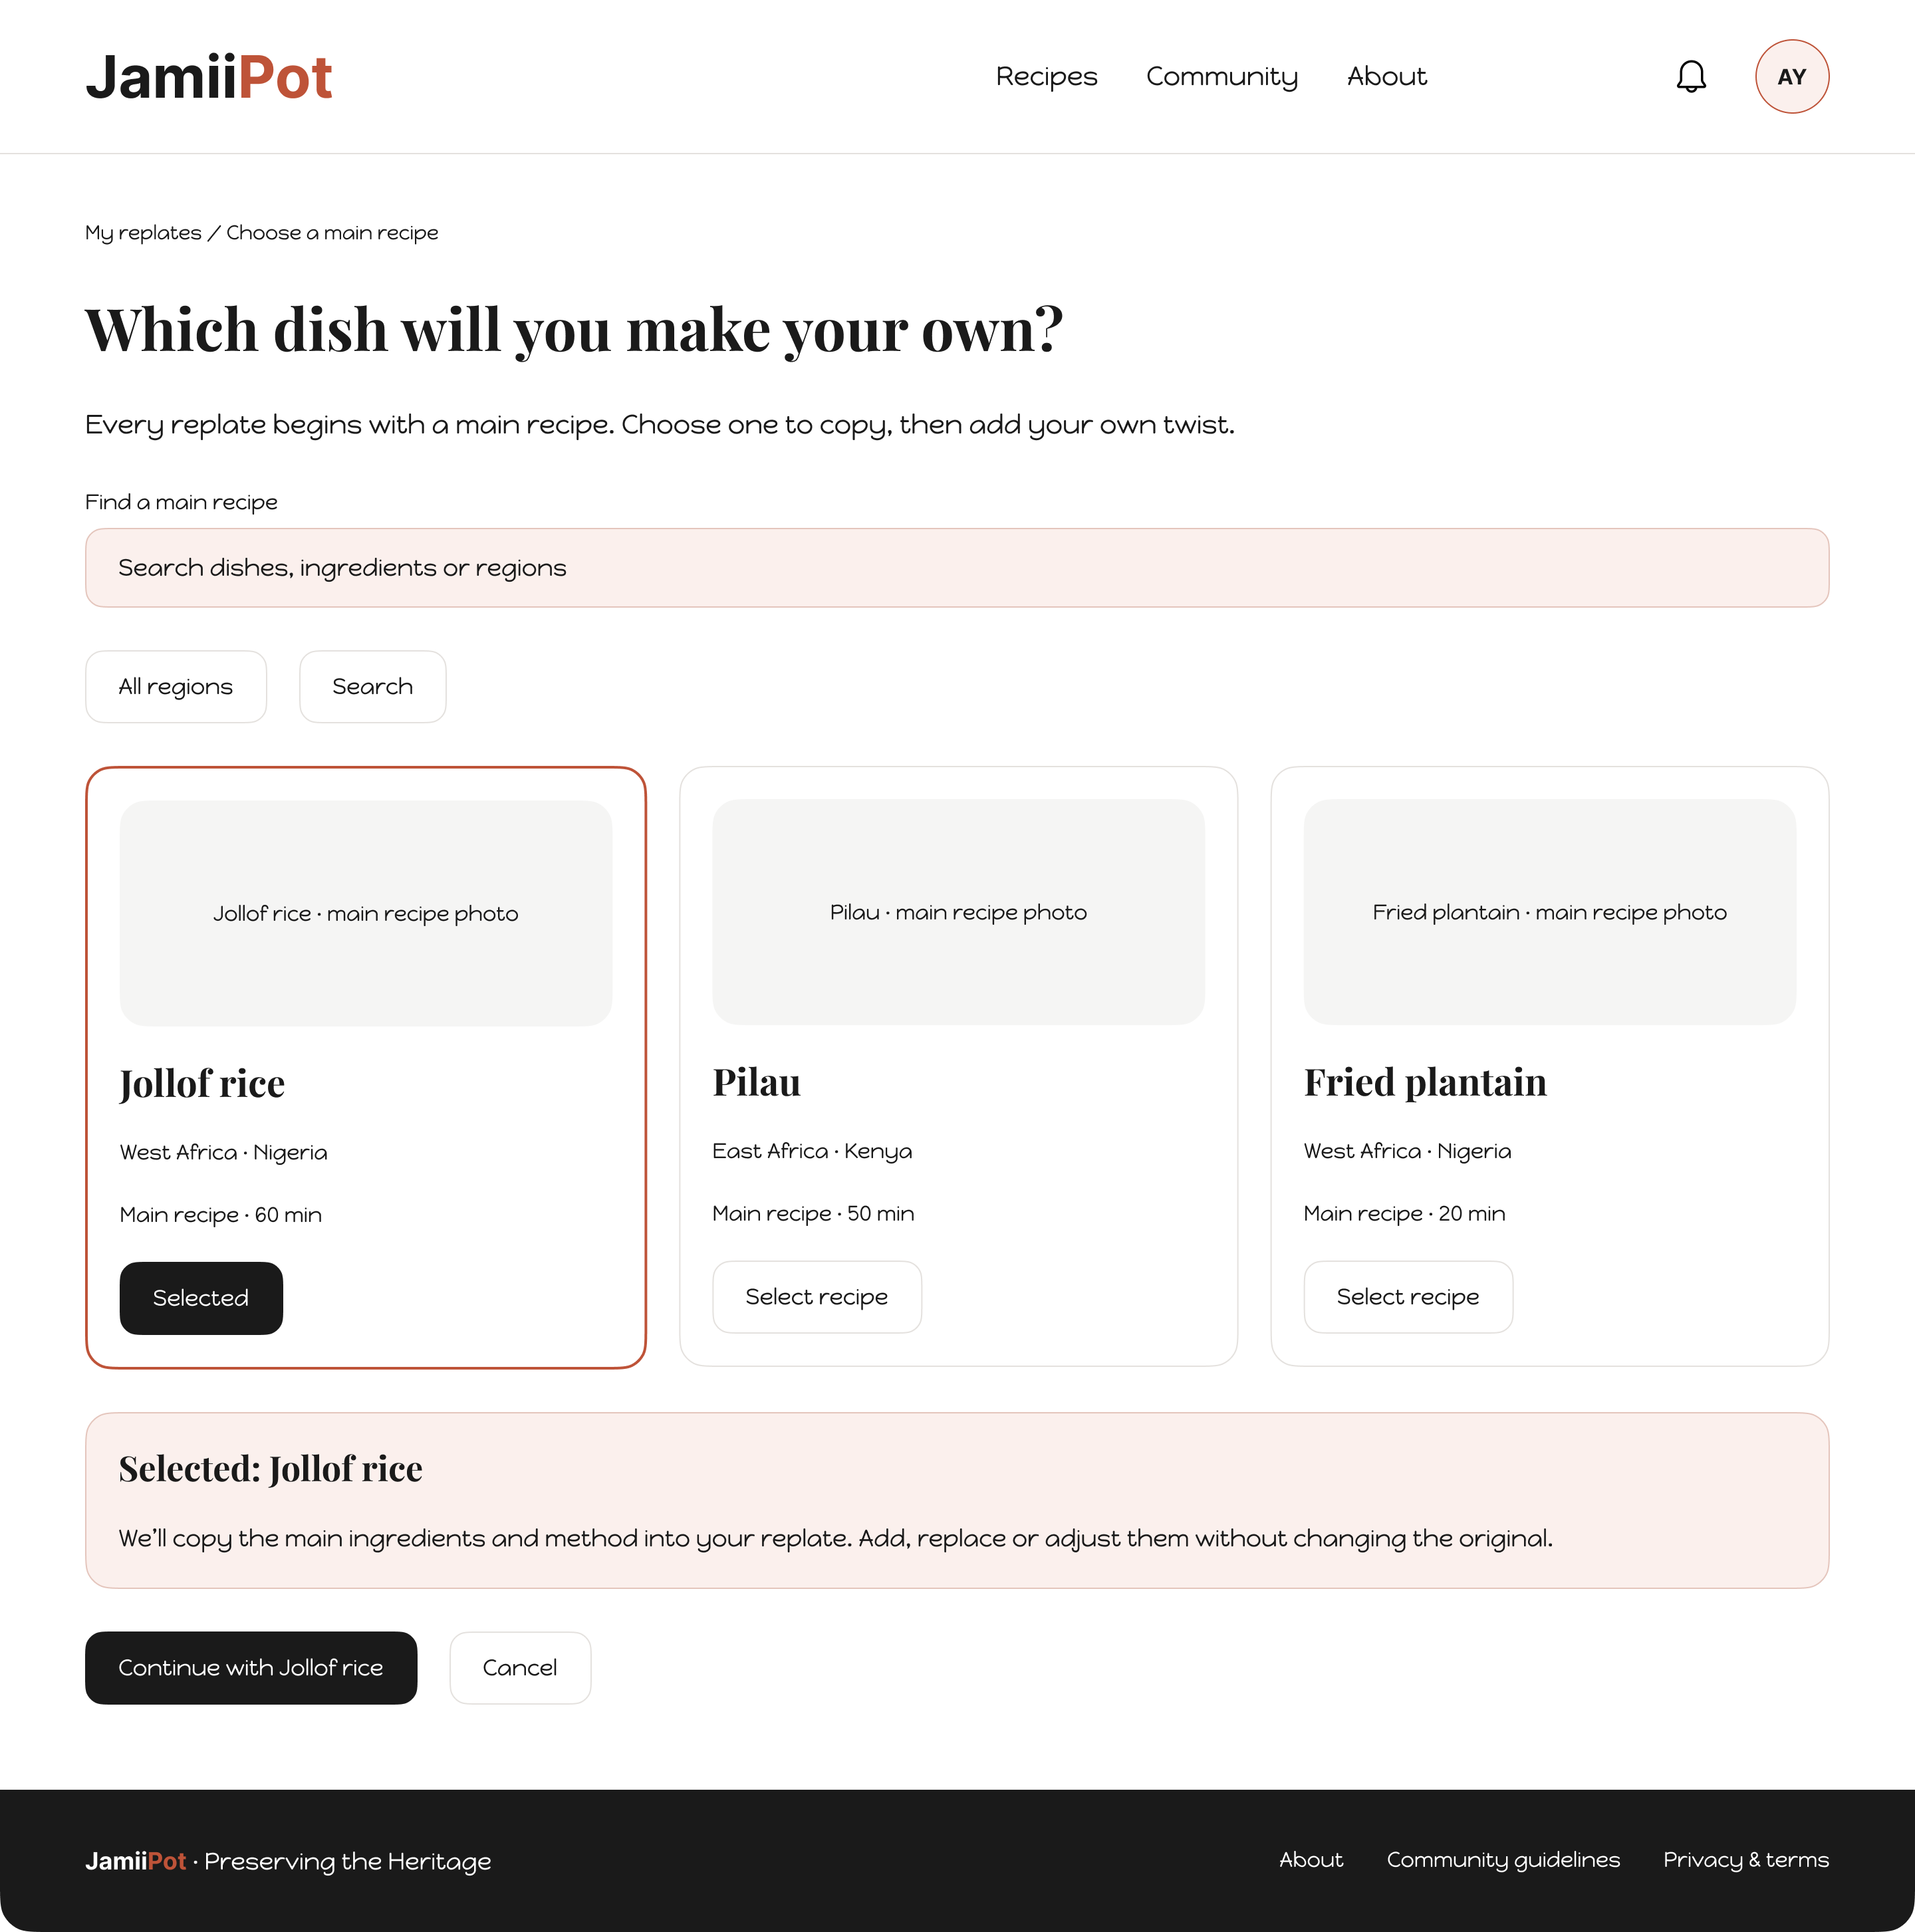 JamiiPot
Recipes Community About
AY
My replates / Choose a main recipe
Which dish will you make your own?
Every replate begins with a main recipe. Choose one to copy, then add your own twist.
Find a main recipe
Search dishes, ingredients or regions
All regions
Search
Jollof rice · main recipe photo
Jollof rice
West Africa · Nigeria
Main recipe · 60 min
Selected
Pilau · main recipe photo
Pilau
East Africa · Kenya
Main recipe · 50 min
Select recipe
Fried plantain · main recipe photo
Fried plantain
West Africa · Nigeria
Main recipe · 20 min
Select recipe
Selected: Jollof rice
We’ll copy the main ingredients and method into your replate. Add, replace or adjust them without changing the original.
Continue with Jollof rice
Cancel
JamiiPot · Preserving the Heritage
About Community guidelines Privacy & terms